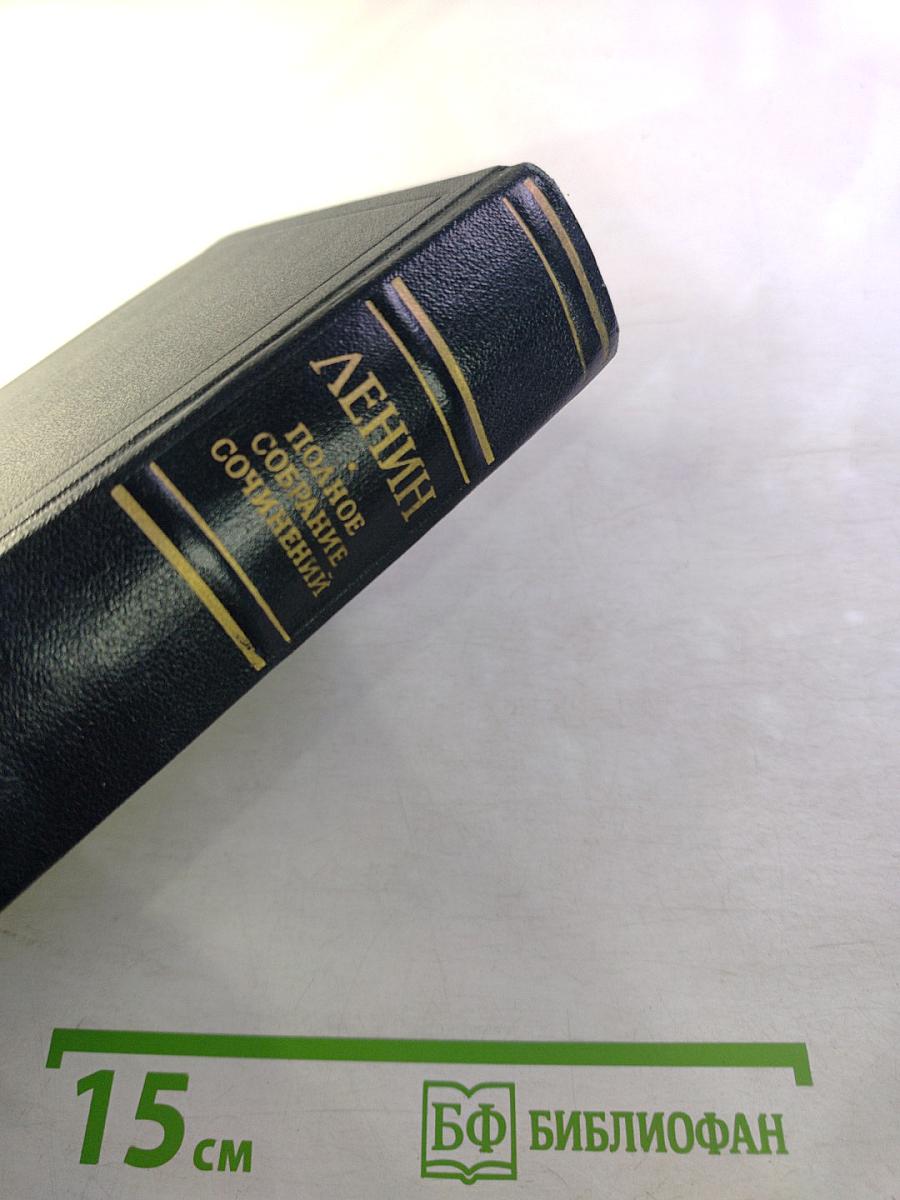 ЛЕНИН
•
ПОЛНОЕ
СОБРАНИЕ
СОЧИНЕНИЙ
15 см
БФ БИБЛИОФАН